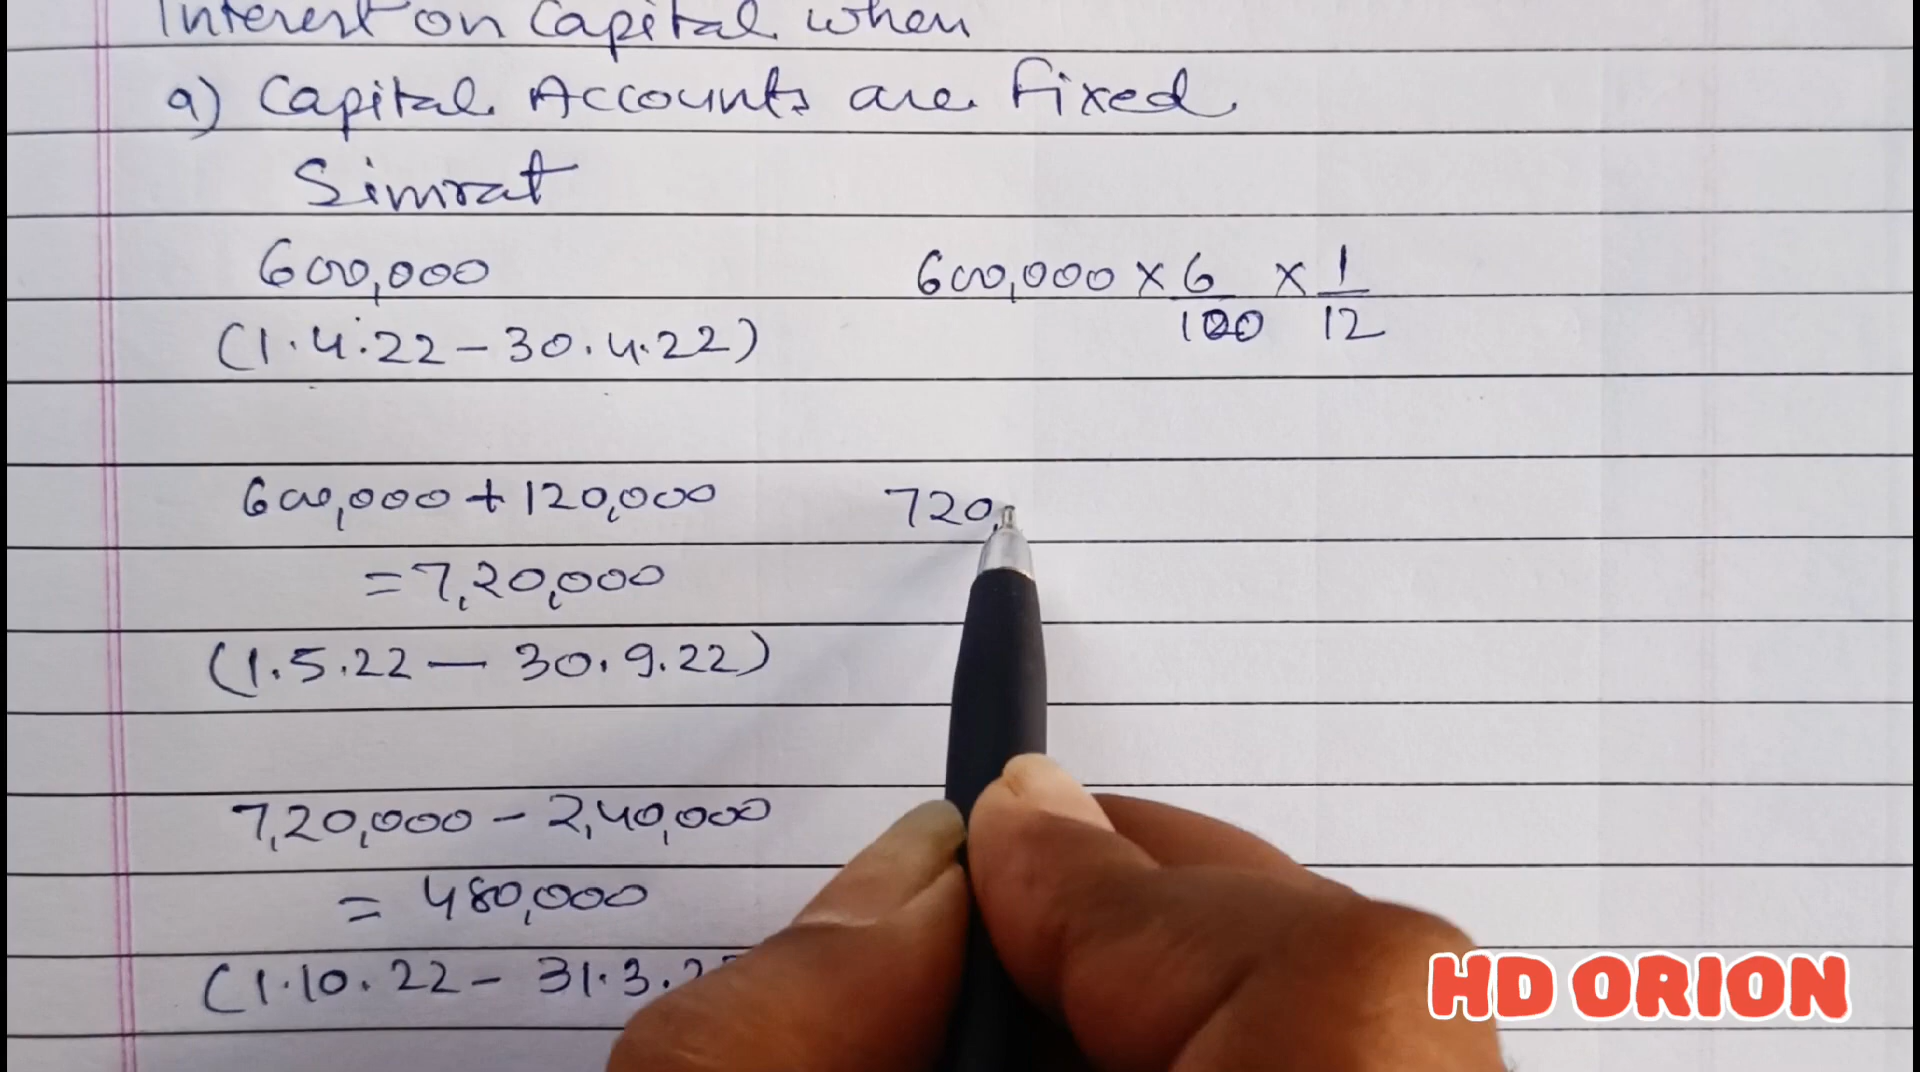 Interest on Capital when
a) Capital Accounts are fixed
Simrat
600,000 600,000 × 6/100 × 1/12
(1.4.22 – 30.4.22)
600,000 + 120,000 720,
= 7,20,000
(1.5.22 — 30.9.22)
7,20,000 – 2,40,000
= 480,000
(1.10.22 – 31.3.2
HD ORION